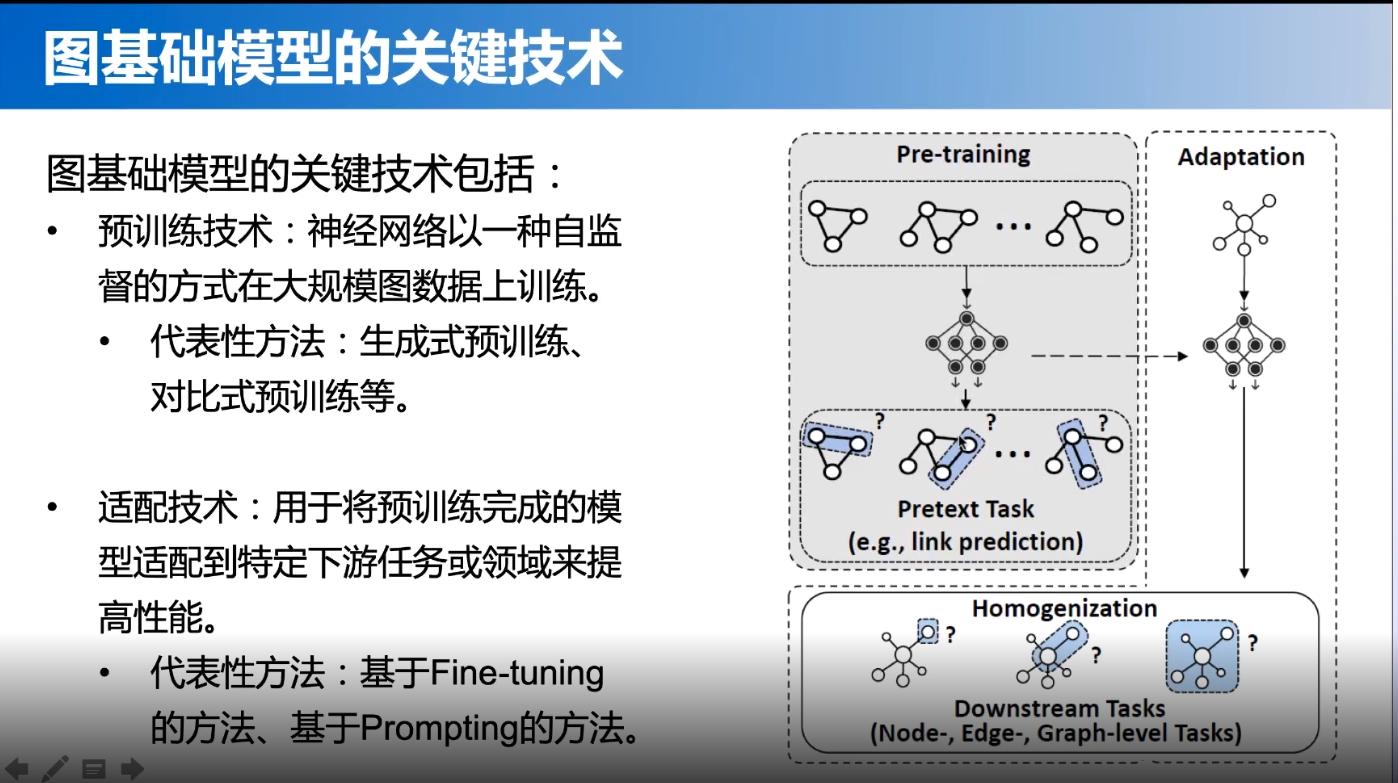 图基础模型的关键技术
图基础模型的关键技术包括：
• 预训练技术：神经网络以一种自监
督的方式在大规模图数据上训练。
• 代表性方法：生成式预训练、
对比式预训练等。
• 适配技术：用于将预训练完成的模
型适配到特定下游任务或领域来提
高性能。
• 代表性方法：基于Fine-tuning
的方法、基于Prompting的方法。
Pre-training
...
? ? ... ?
Pretext Task
(e.g., link prediction)
Adaptation
Homogenization
? ? ?
Downstream Tasks
(Node-, Edge-, Graph-level Tasks)